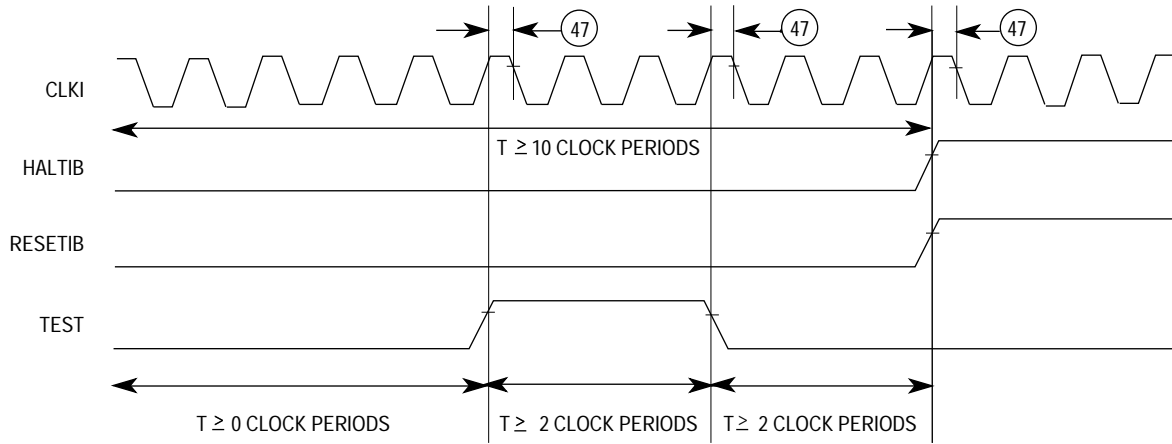 47 47 47
CLKI
T ≥ 10 CLOCK PERIODS
HALTIB
RESETIB
TEST
T ≥ 0 CLOCK PERIODS T ≥ 2 CLOCK PERIODS T ≥ 2 CLOCK PERIODS